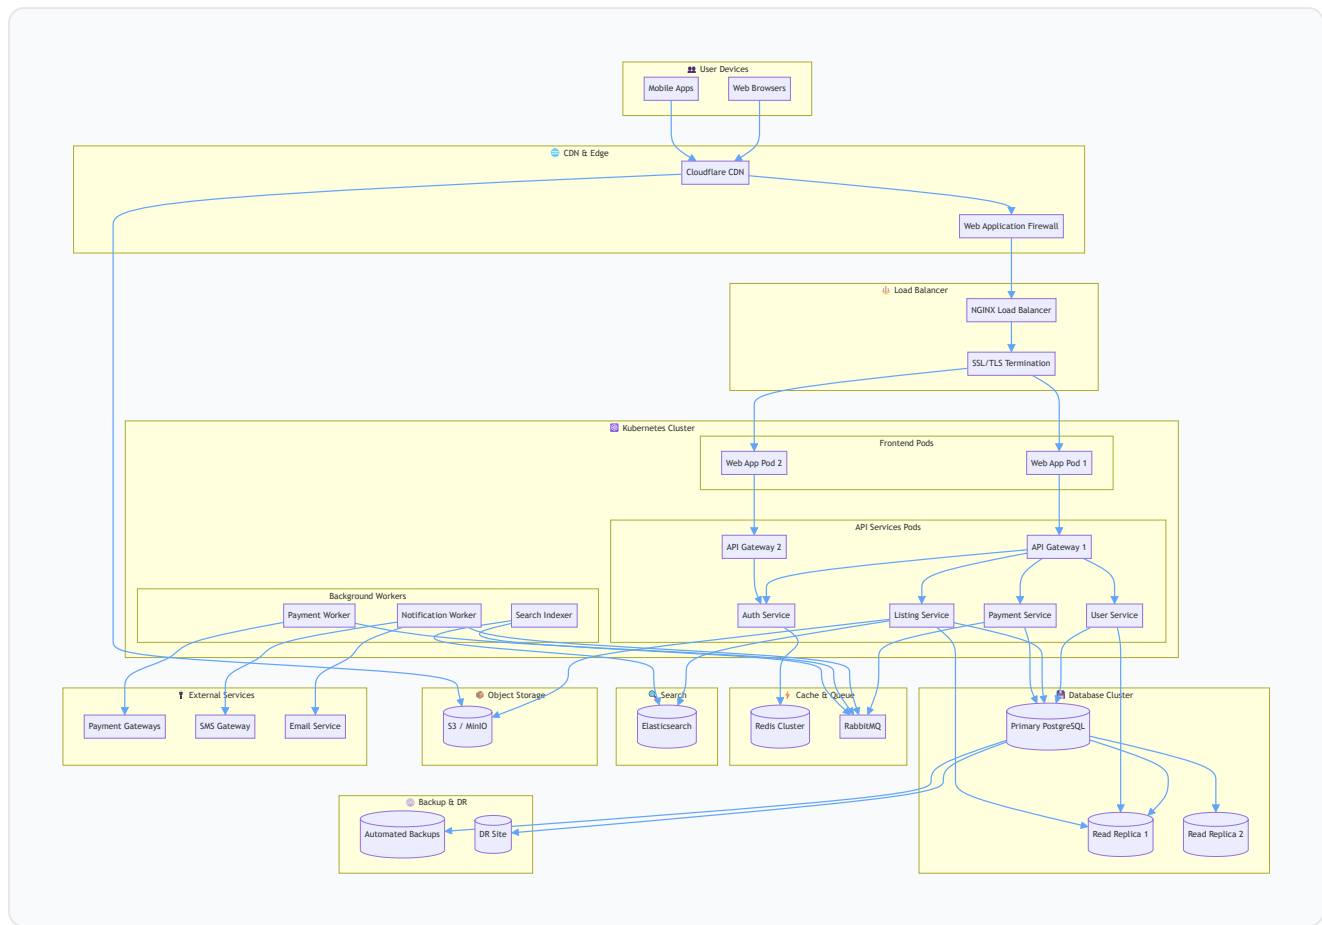 👥 User Devices
Mobile Apps
Web Browsers
🌐 CDN & Edge
Cloudflare CDN
Web Application Firewall
⚖️ Load Balancer
NGINX Load Balancer
SSL/TLS Termination
☸️ Kubernetes Cluster
Frontend Pods
Web App Pod 2
Web App Pod 1
API Services Pods
API Gateway 2
API Gateway 1
Background Workers
Payment Worker
Notification Worker
Search Indexer
Auth Service
Listing Service
Payment Service
User Service
External Services
Payment Gateways
SMS Gateway
Email Service
📦 Object Storage
S3 / MinIO
🔍 Search
Elasticsearch
⚡ Cache & Queue
Redis Cluster
RabbitMQ
💾 Database Cluster
Primary PostgreSQL
Backup & DR
Automated Backups
DR Site
Read Replica 1
Read Replica 2